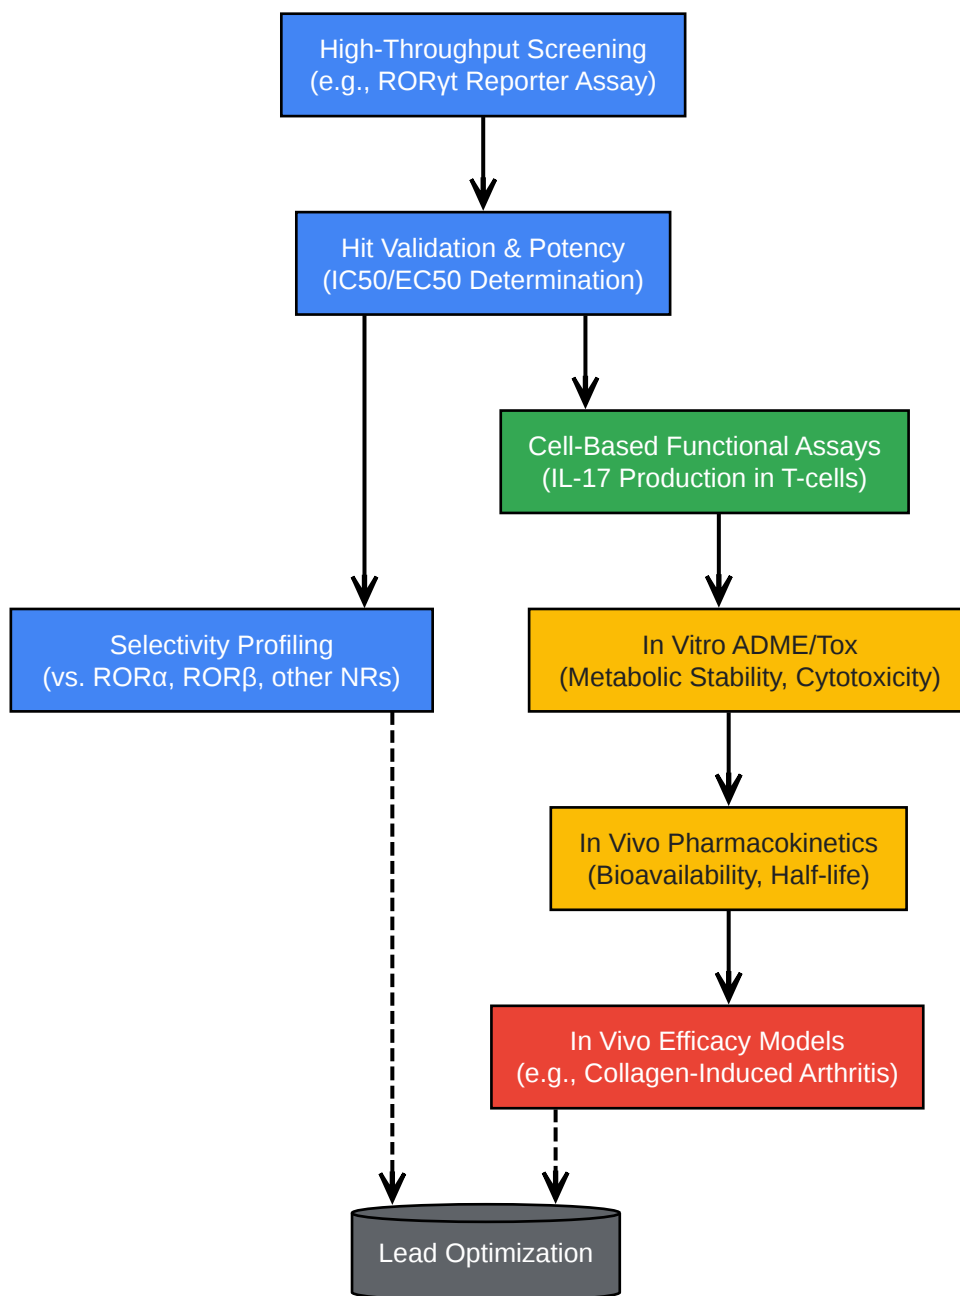 High-Throughput Screening
(e.g., RORγt Reporter Assay)
Hit Validation & Potency
(IC50/EC50 Determination)
Cell-Based Functional Assays
(IL-17 Production in T-cells)
Selectivity Profiling
(vs. RORα, RORβ, other NRs)
In Vitro ADME/Tox
(Metabolic Stability, Cytotoxicity)
In Vivo Pharmacokinetics
(Bioavailability, Half-life)
In Vivo Efficacy Models
(e.g., Collagen-Induced Arthritis)
Lead Optimization